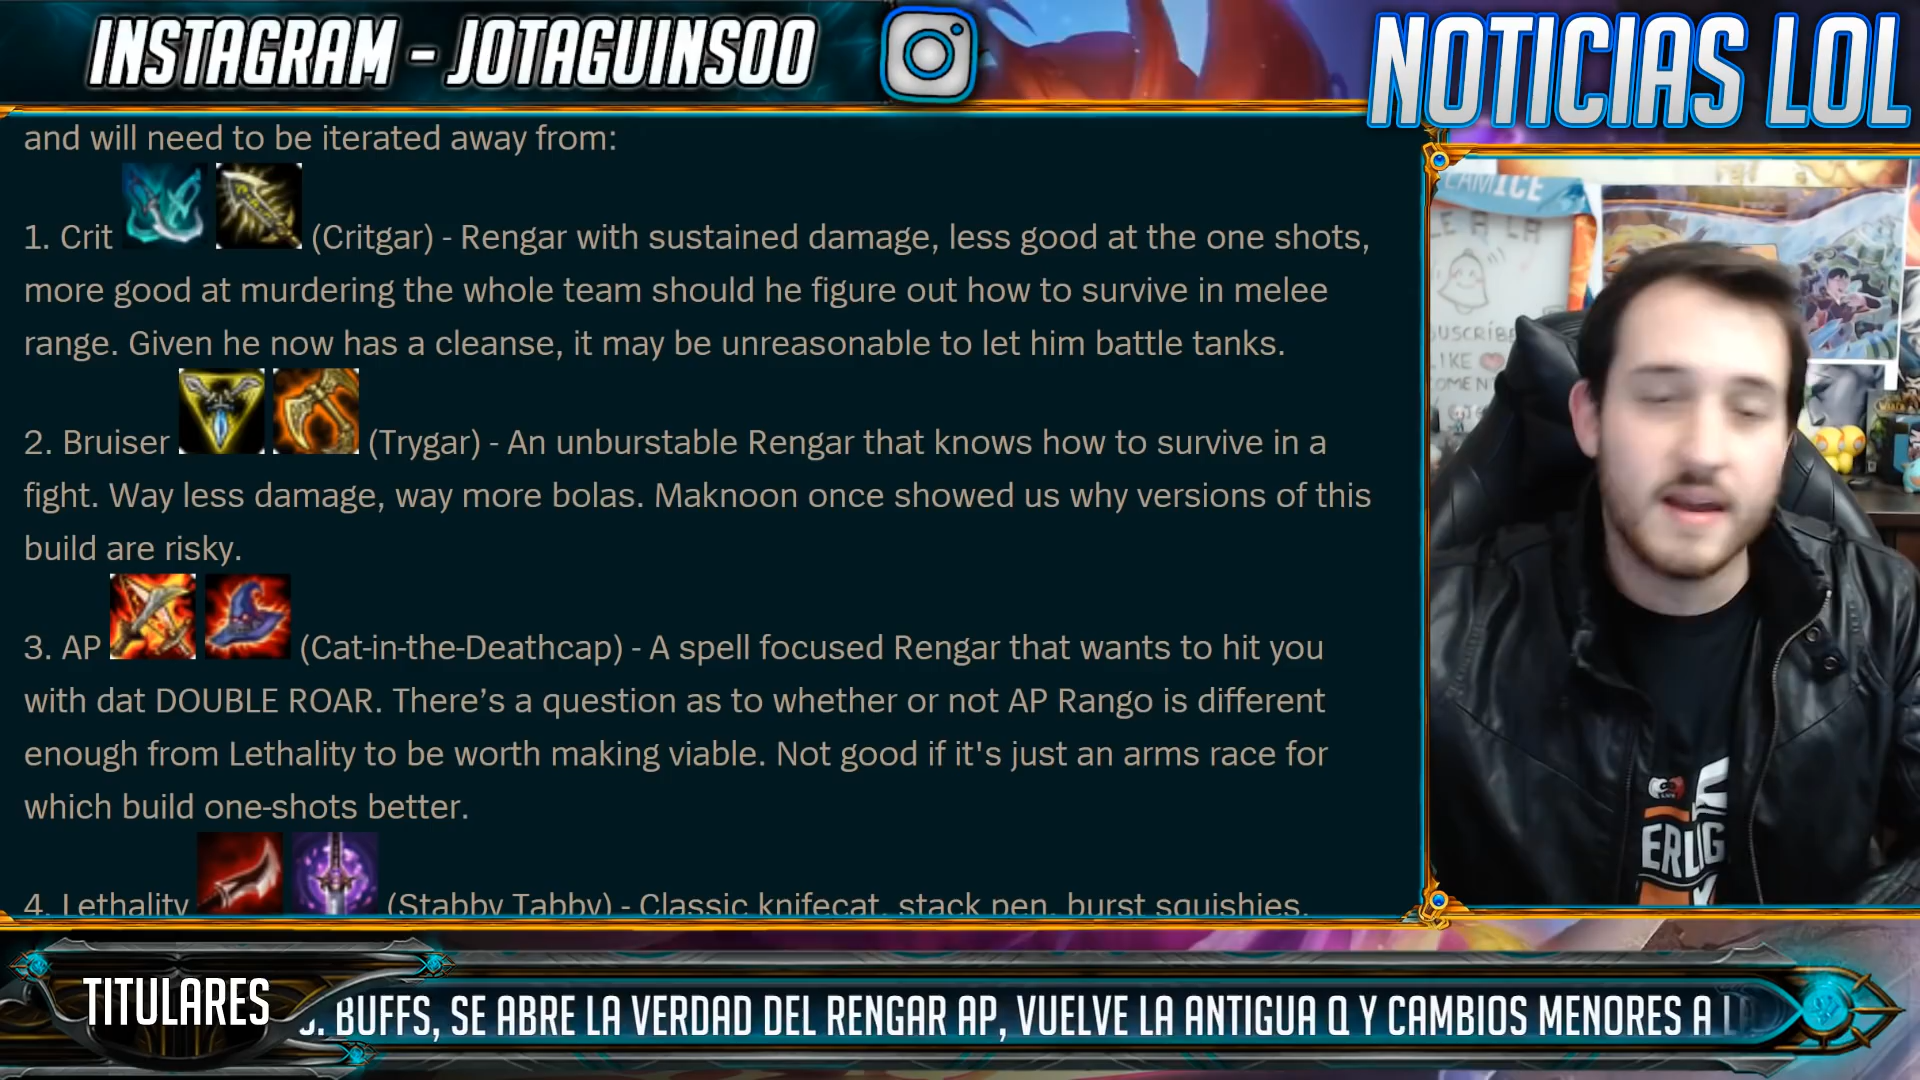 INSTAGRAM - JOTAGUINSOO
NOTICIAS LOL
and will need to be iterated away from:
1. Crit (Critgar) - Rengar with sustained damage, less good at the one shots,
more good at murdering the whole team should he figure out how to survive in melee
range. Given he now has a cleanse, it may be unreasonable to let him battle tanks.
2. Bruiser (Trygar) - An unburstable Rengar that knows how to survive in a
fight. Way less damage, way more bolas. Maknoon once showed us why versions of this
build are risky.
3. AP (Cat-in-the-Deathcap) - A spell focused Rengar that wants to hit you
with dat DOUBLE ROAR. There’s a question as to whether or not AP Rango is different
enough from Lethality to be worth making viable. Not good if it's just an arms race for
which build one-shots better.
4. Lethality (Stabby Tabby) - Classic knifecat, stack pen, burst squishies.
LIKE
TITULARES
BUFFS, SE ABRE LA VERDAD DEL RENGAR AP, VUELVE LA ANTIGUA Q Y CAMBIOS MENORES A